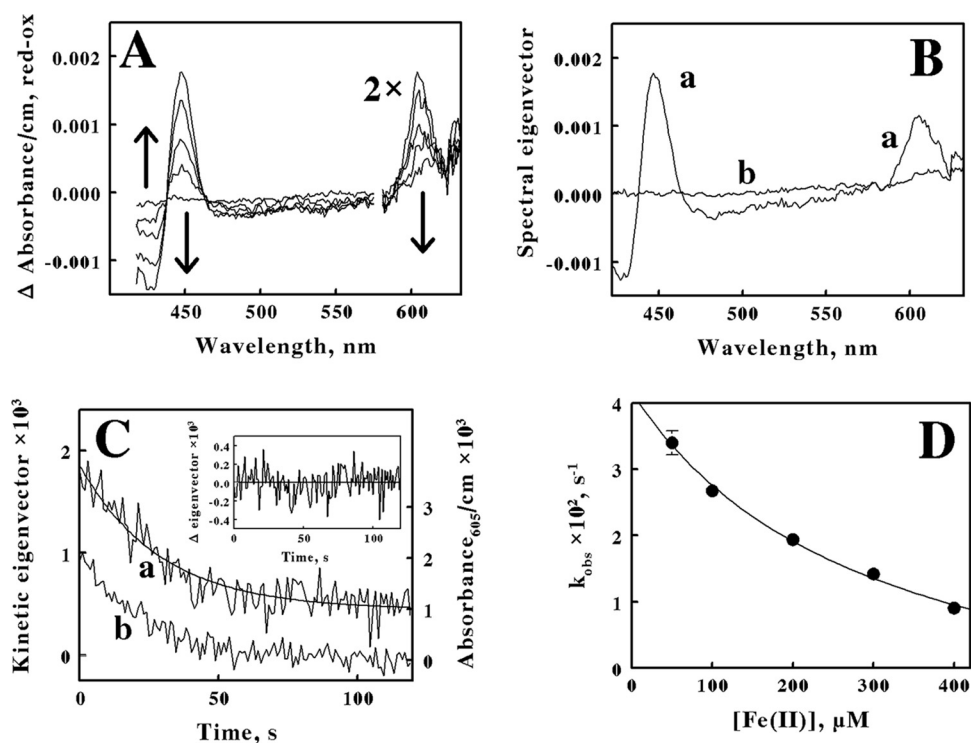 A
Δ Absorbance/cm, red-ox
0.002
0.001
0.000
-0.001
2×
450
500
550
600
Wavelength, nm
B
Spectral eigenvector
0.002
0.001
0.000
-0.001
a
b
a
450
500
550
600
Wavelength, nm
C
Kinetic eigenvector ×10³
2
1
0
a
b
Δ eigenvector ×10³
0.4
0.2
0.0
-0.2
-0.4
0
50
100
Time, s
3
2
1
0
Absorbance₆₀₅/cm ×10³
0
50
100
Time, s
D
k_obs ×10², s⁻¹
4
3
2
1
0
0
100
200
300
400
[Fe(II)], µM